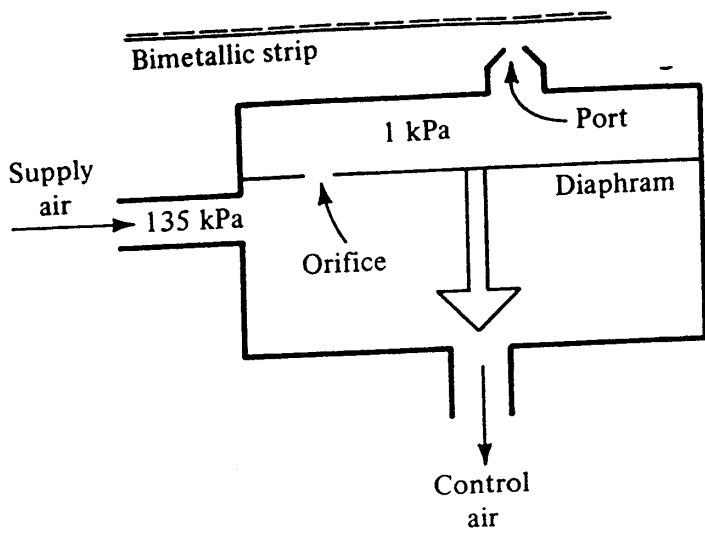 Bimetallic strip
1 kPa
Port
Supply
air
135 kPa
Diaphram
Orifice
Control
air